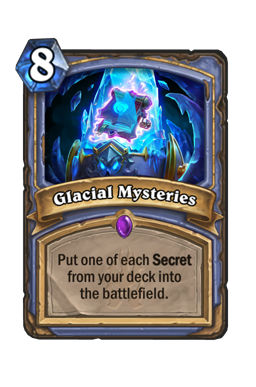 8
Glacial Mysteries
Put one of each Secret
from your deck into
the battlefield.